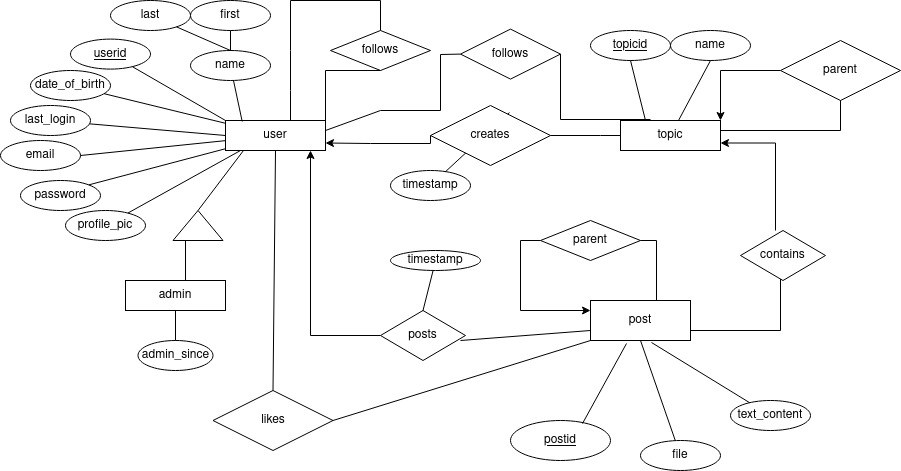 last
first
userid
name
date_of_birth
last_login
email
password
profile_pic
follows
follows
topicid
name
parent
user
creates
topic
timestamp
admin
admin_since
parent
contains
timestamp
posts
post
likes
postid
file
text_content